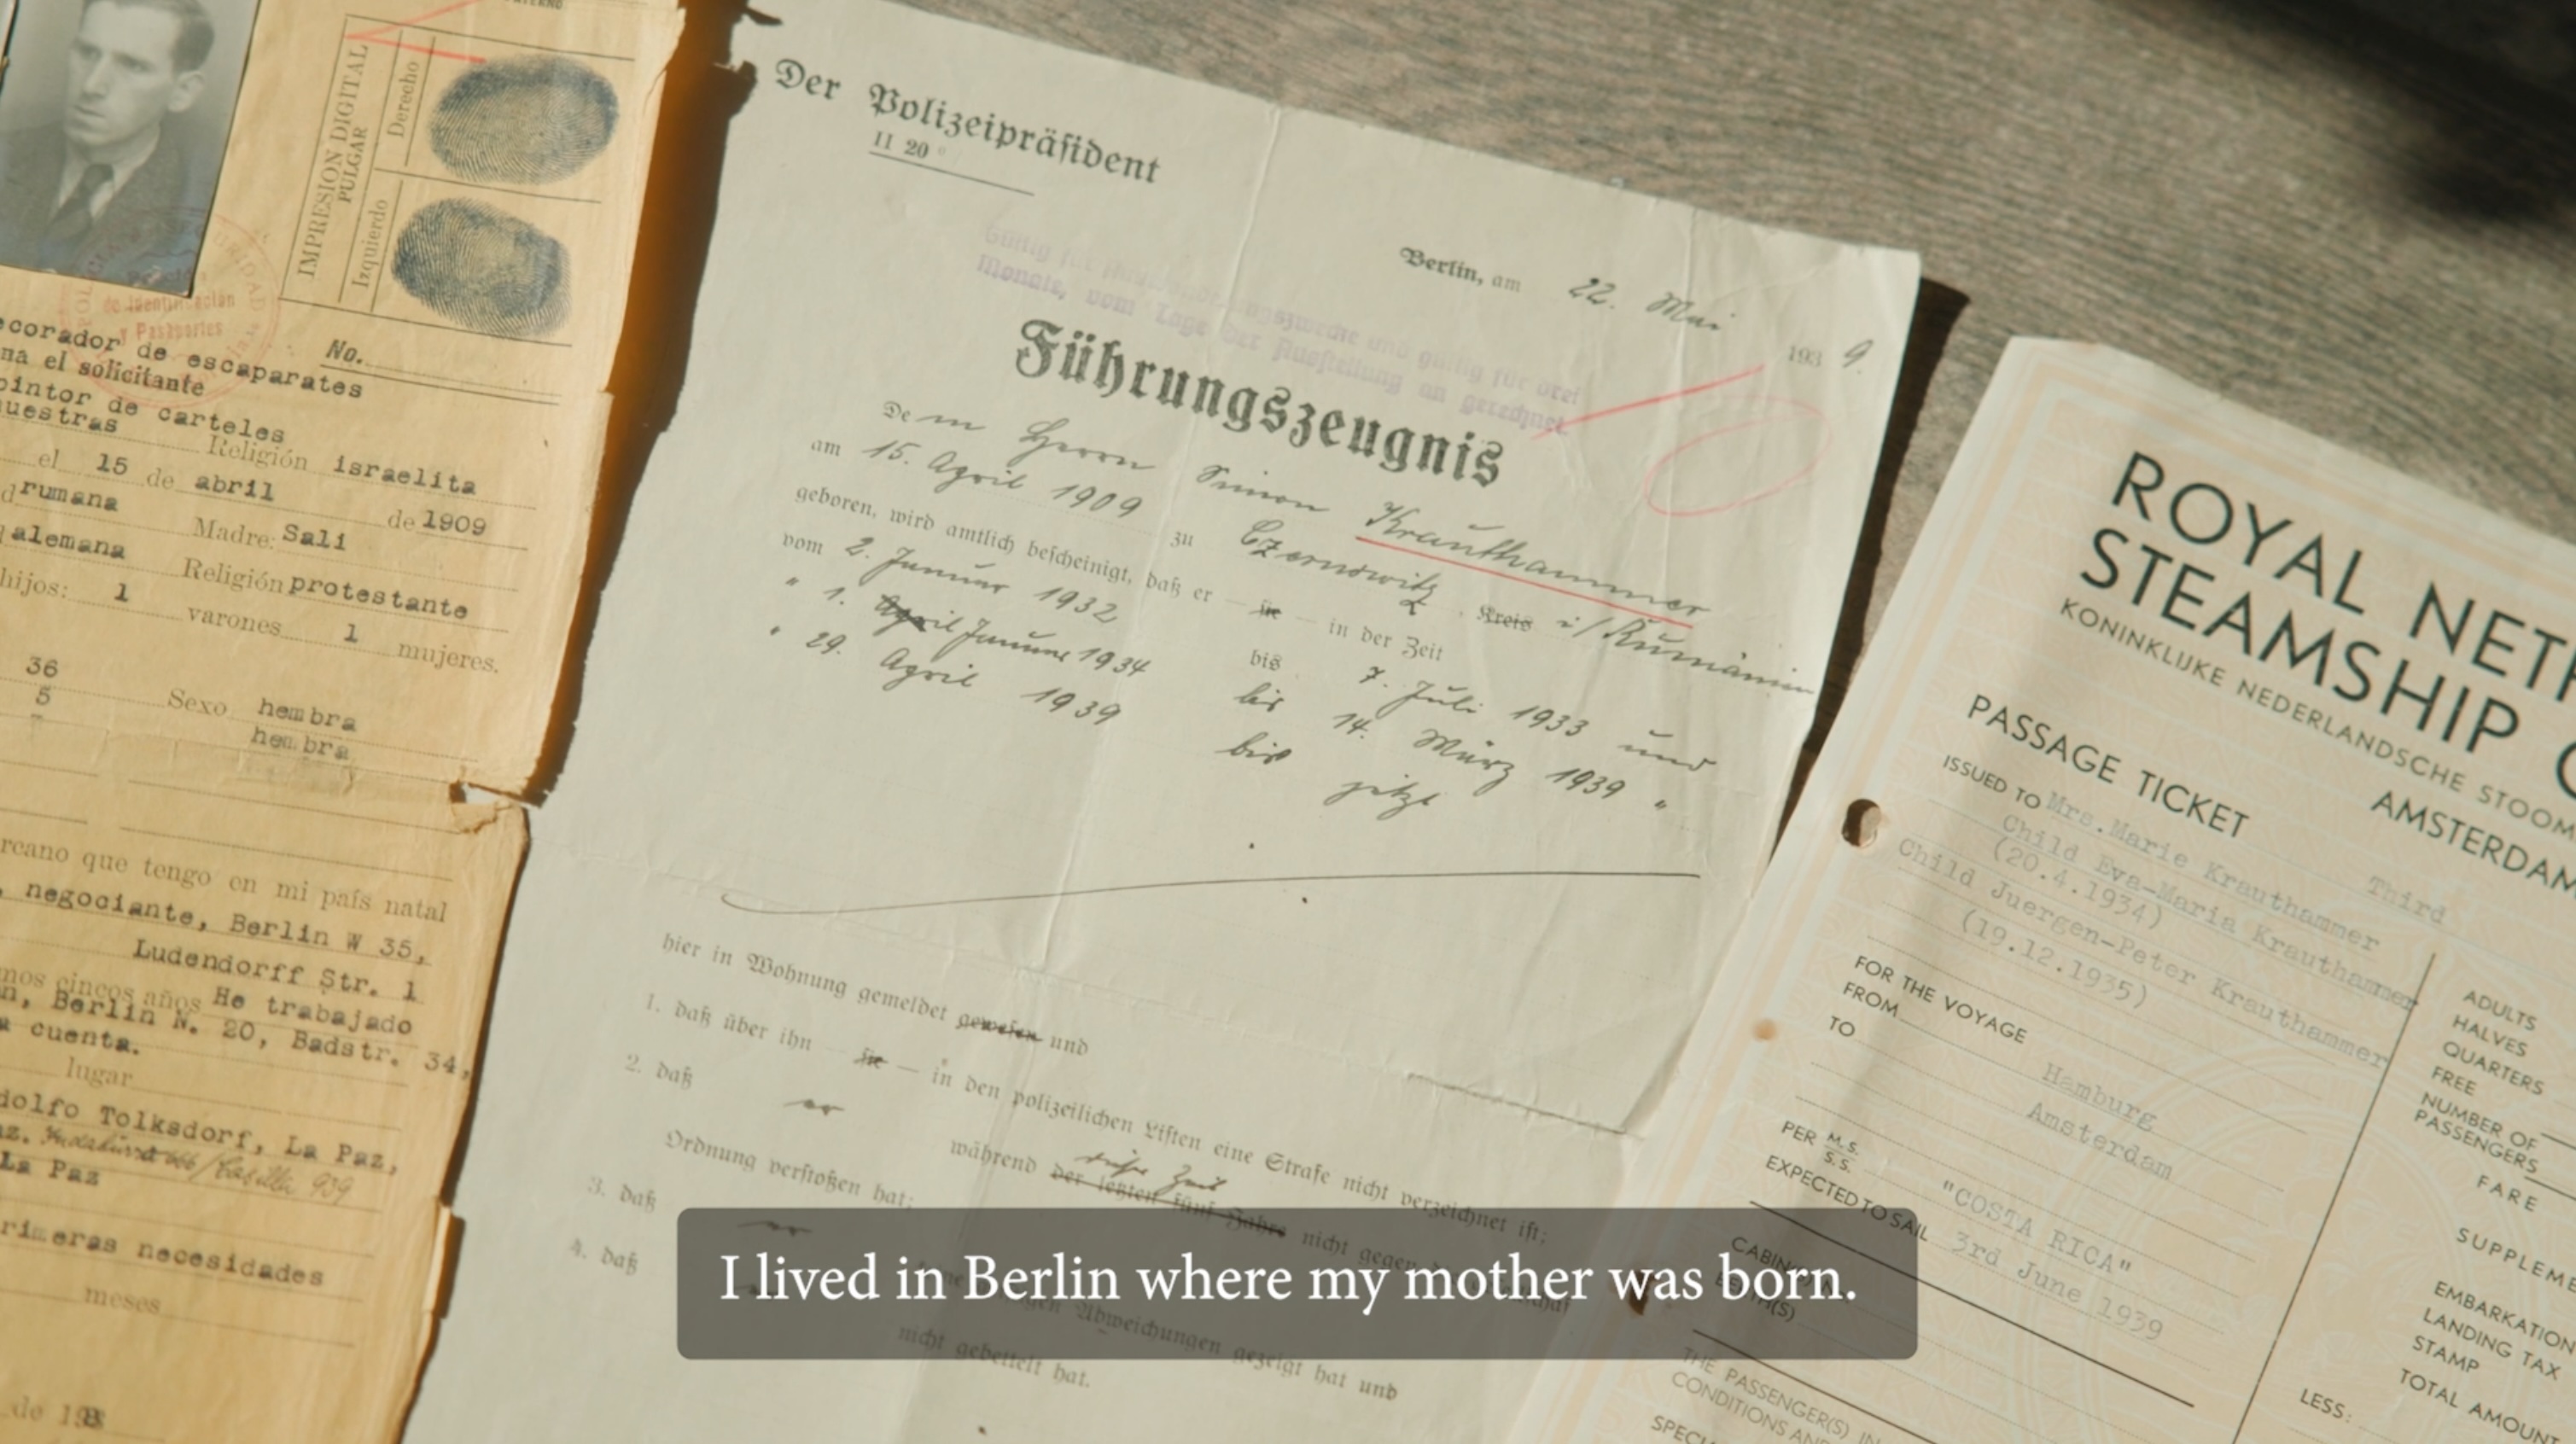 IMPRESION DIGITAL
PULGAR
Derecho
Izquierdo
de Identificación
y Pasaportes
No.
corador de escaparates
na el solicitante
pintor de carteles
uestras
Religión israelita
el 15 de abril de 1909
rumana Madre: Sali
alemana Religión protestante
hijos: 1 varones 1 mujeres.
36
5 Sexo hembra
hembra
rcano que tengo en mi país natal
, negociante, Berlin W 35,
Ludendorff Str. 1
mos cincos años He trabajado
n, Berlin N. 20, Badstr. 34,
a cuenta.
lugar
dolfo Tolksdorf, La Paz,
az. Casilla 939
La Paz
rimeras necesidades
meses
de 193
Der Polizeipräsident
II 20
Berlin, am 22. Mai 1939.
Gültig für und gültig für drei
Monate, vom Tage der Ausstellung an gerechnet.
Führungszeugnis
Dem Herrn Simon Krauthammer
am 15. April 1909 zu Czernowitz, Kreis i/Rumänien
geboren, wird amtlich bescheinigt, daß er — sie — in der Zeit
vom 2. Januar 1932 bis 7. Juli 1933 und
" 1. April Januar 1934 bis 14. März 1939 "
" 29. April 1939 bis jetzt
hier in Wohnung gemeldet gewesen und
1. daß über ihn — sie — in den polizeilichen Listen eine Strafe nicht verzeichnet ist;
2. daß er während der letzten fünf Jahre dieser Zeit nicht gegen
Ordnung verstoßen hat;
3. daß er
4. daß
Abweichungen gezeigt hat und
nicht gebettelt hat.
ROYAL NETH
STEAMSHIP C
KONINKLIJKE NEDERLANDSCHE STOOM
AMSTERDAM
PASSAGE TICKET
ISSUED TO Mrs. Marie Krauthammer Third
Child Eva-Maria Krauthammer
(20.4.1934)
Child Juergen-Peter Krauthammer
(19.12.1935)
FOR THE VOYAGE
FROM Hamburg
TO Amsterdam
PER M.S. S.S. "COSTA RICA"
EXPECTED TO SAIL 3rd June 1939
CABIN
BERTH(S)
THE PASSENGER(S) IN
CONDITIONS AND
SPECI
ADULTS
HALVES
QUARTERS
FREE
NUMBER OF
PASSENGERS
FARE
SUPPLEME
EMBARKATION
LANDING TAX
STAMP
TOTAL AMOUNT
LESS:
I lived in Berlin where my mother was born.